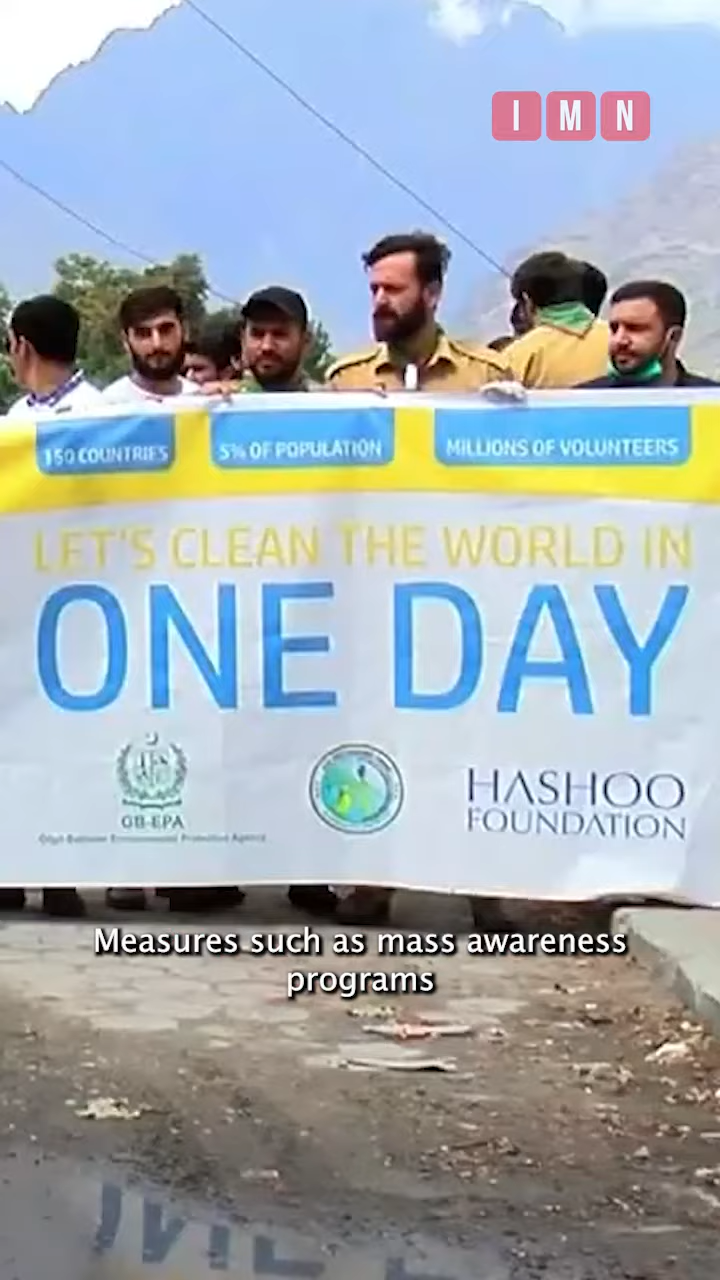 IMN
150 COUNTRIES
5% OF POPULATION
MILLIONS OF VOLUNTEERS
LET'S CLEAN THE WORLD IN
ONE DAY
GB-EPA
Gilgit Baltistan Environmental Protection Agency
HASHOO
FOUNDATION
Measures such as mass awareness
programs